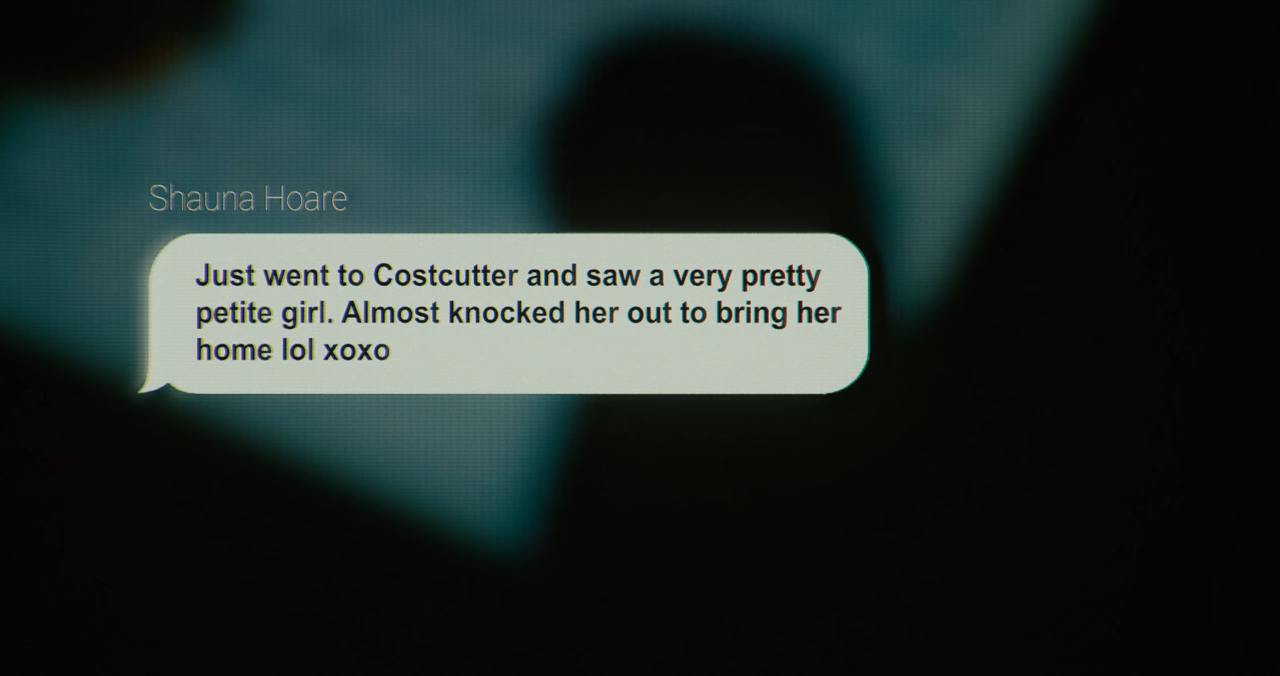 Shauna Hoare
Just went to Costcutter and saw a very pretty
petite girl. Almost knocked her out to bring her
home lol xoxo